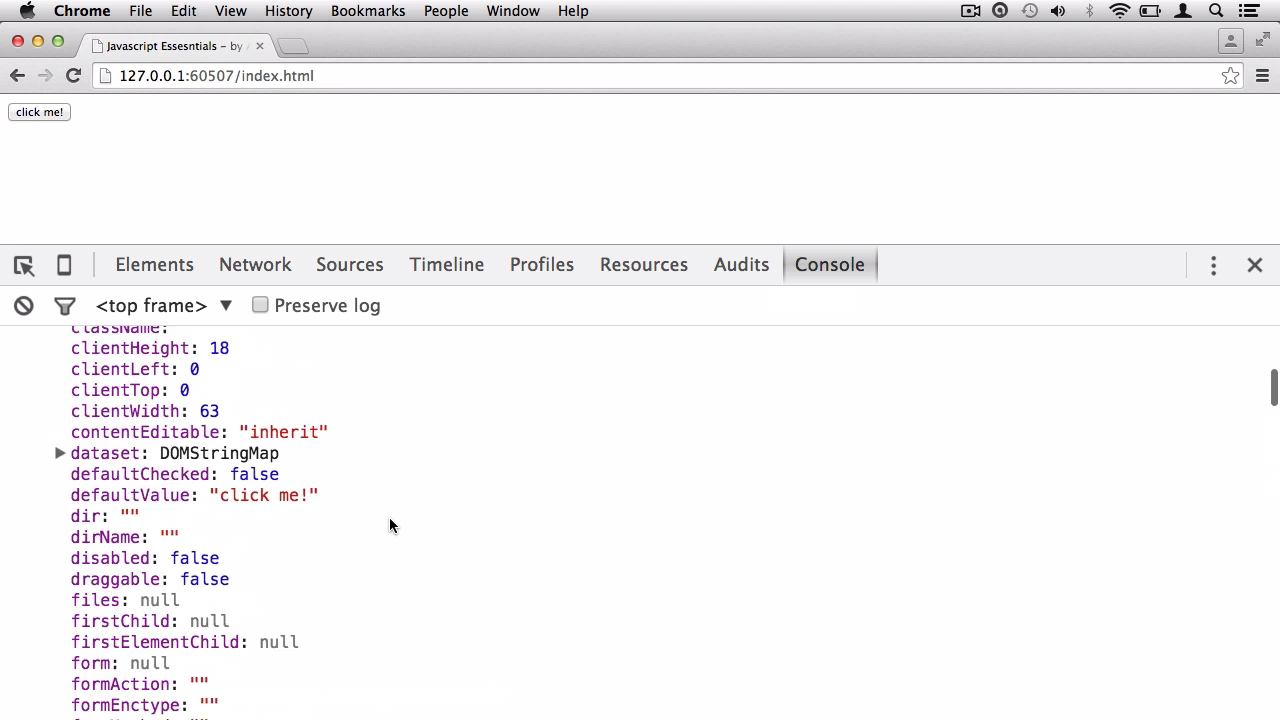 Chrome File Edit View History Bookmarks People Window Help
Javascript Essesntials – by
127.0.0.1:60507/index.html
click me!
Elements Network Sources Timeline Profiles Resources Audits Console
<top frame> ▼ Preserve log
className:
clientHeight: 18
clientLeft: 0
clientTop: 0
clientWidth: 63
contentEditable: "inherit"
dataset: DOMStringMap
defaultChecked: false
defaultValue: "click me!"
dir: ""
dirName: ""
disabled: false
draggable: false
files: null
firstChild: null
firstElementChild: null
form: null
formAction: ""
formEnctype: ""